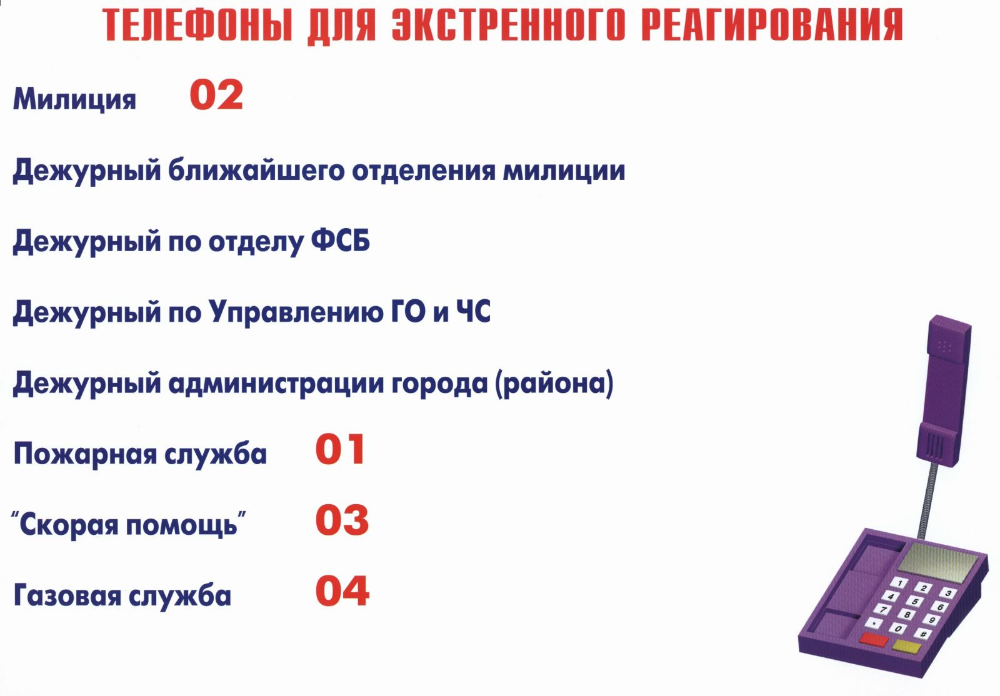 ТЕЛЕФОНЫ ДЛЯ ЭКСТРЕННОГО РЕАГИРОВАНИЯ
Милиция 02
Дежурный ближайшего отделения милиции
Дежурный по отделу ФСБ
Дежурный по Управлению ГО и ЧС
Дежурный администрации города (района)
Пожарная служба 01
“Скорая помощь” 03
Газовая служба 04
1 2 3
4 5 6
7 8 9
* 0 #